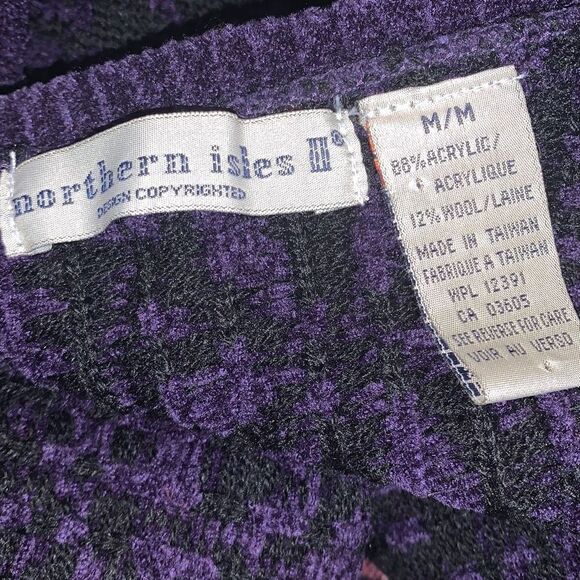 northern isles III®
DESIGN COPYRIGHTED
M/M
88% ACRYLIC/
ACRYLIQUE
12% WOOL/LAINE
MADE IN TAIWAN
FABRIQUE A TAIWAN
WPL 12391
CA 03605
SEE REVERSE FOR CARE
VOIR AU VERSO